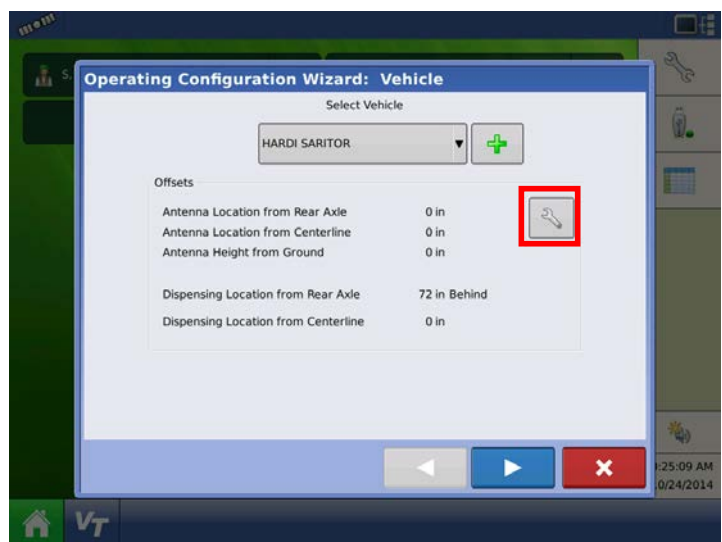 S
Operating Configuration Wizard: Vehicle
Select Vehicle
HARDI SARITOR
Offsets
Antenna Location from Rear Axle 0 in
Antenna Location from Centerline 0 in
Antenna Height from Ground 0 in
Dispensing Location from Rear Axle 72 in Behind
Dispensing Location from Centerline 0 in
:25:09 AM
0/24/2014
VT